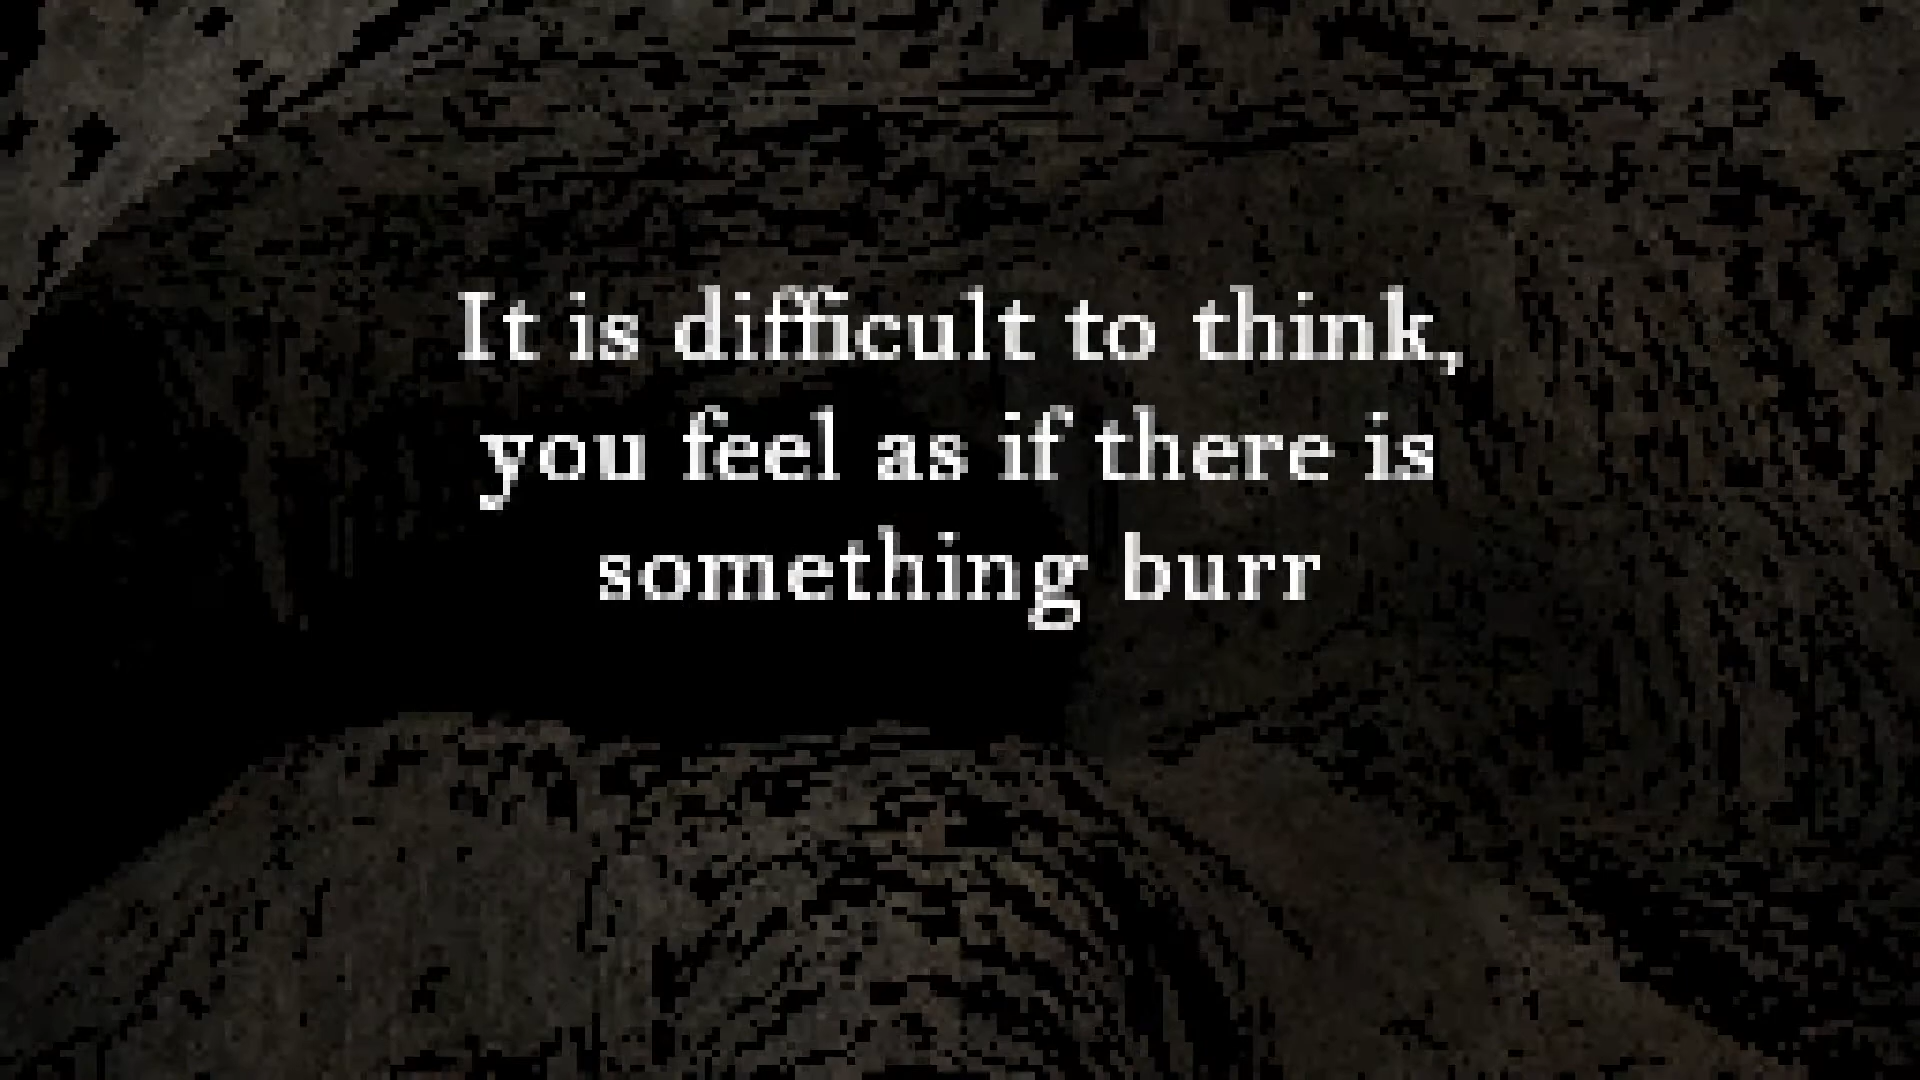 It is difficult to think,
you feel as if there is
something burr